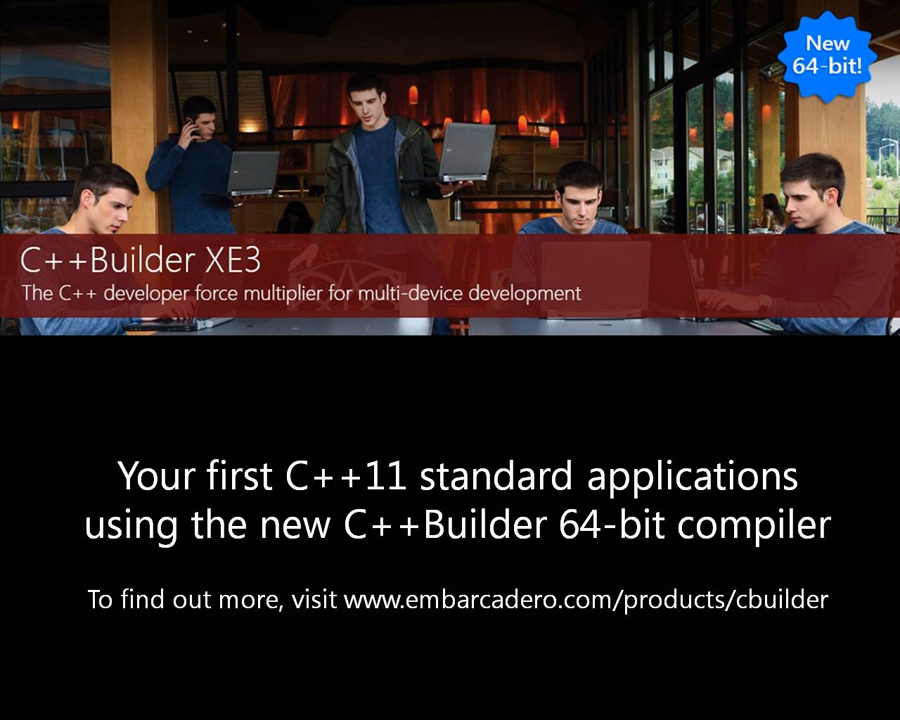 New
64-bit!
C++Builder XE3
The C++ developer force multiplier for multi-device development
Your first C++11 standard applications
using the new C++Builder 64-bit compiler
To find out more, visit www.embarcadero.com/products/cbuilder